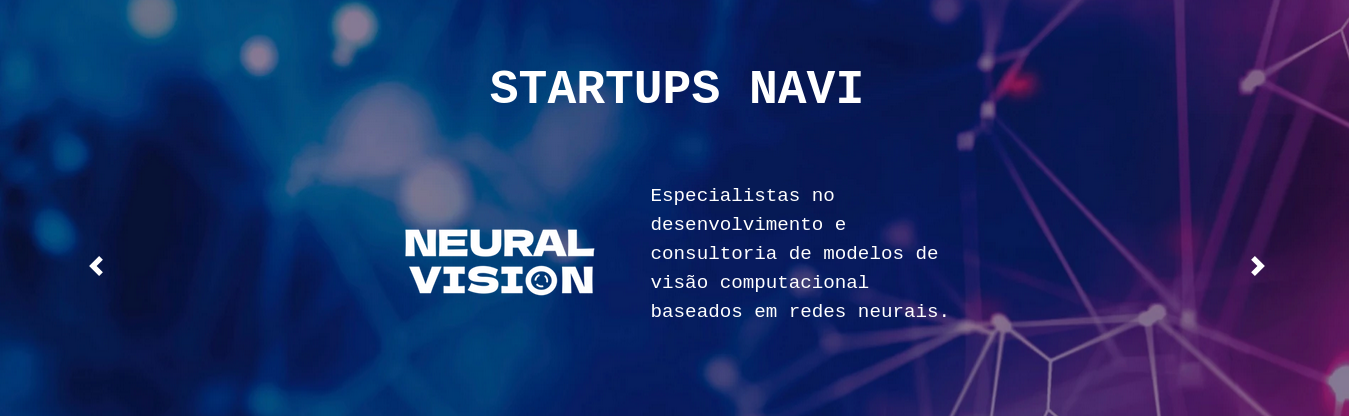 STARTUPS NAVI
NEURAL
VISION
Especialistas no
desenvolvimento e
consultoria de modelos de
visão computacional
baseados em redes neurais.